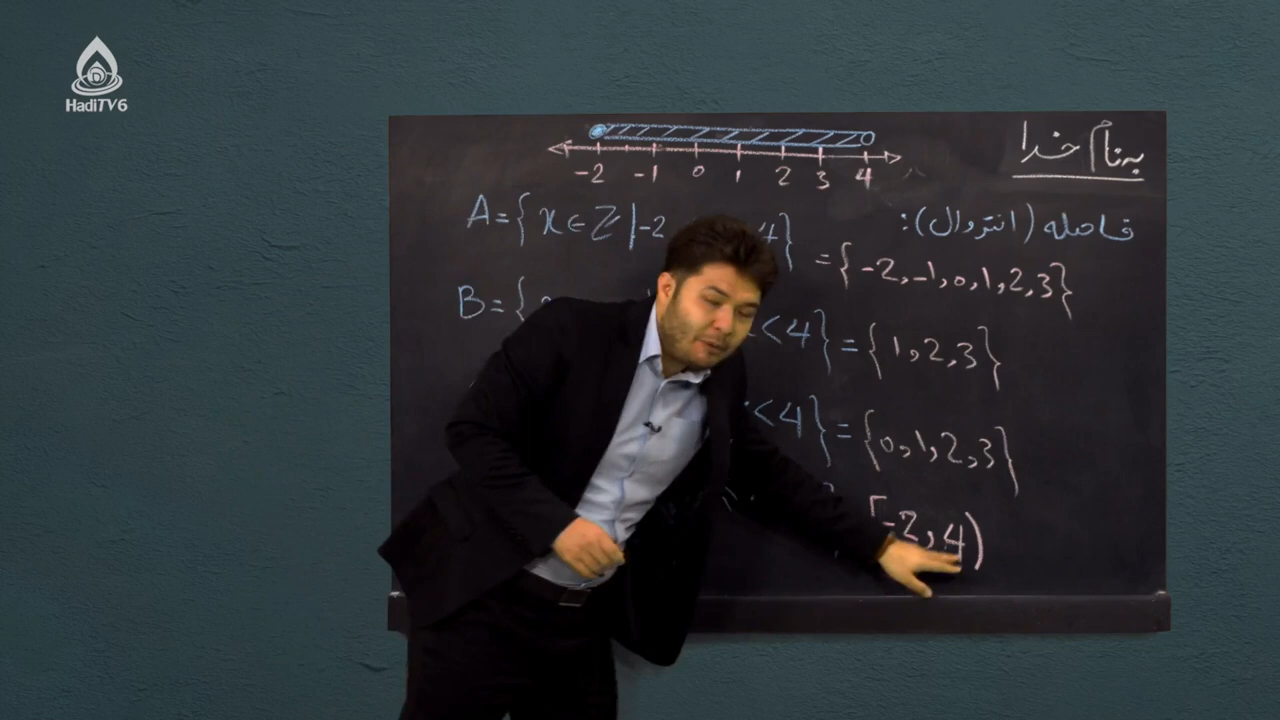 HadiTV6
به نام خدا
-2 -1 0 1 2 3 4
فاصله (انتروال):
A={x∈Z|-2 4}
={-2,-1,0,1,2,3}
B={ <4}={1,2,3}
<4}={0,1,2,3}
[-2,4)